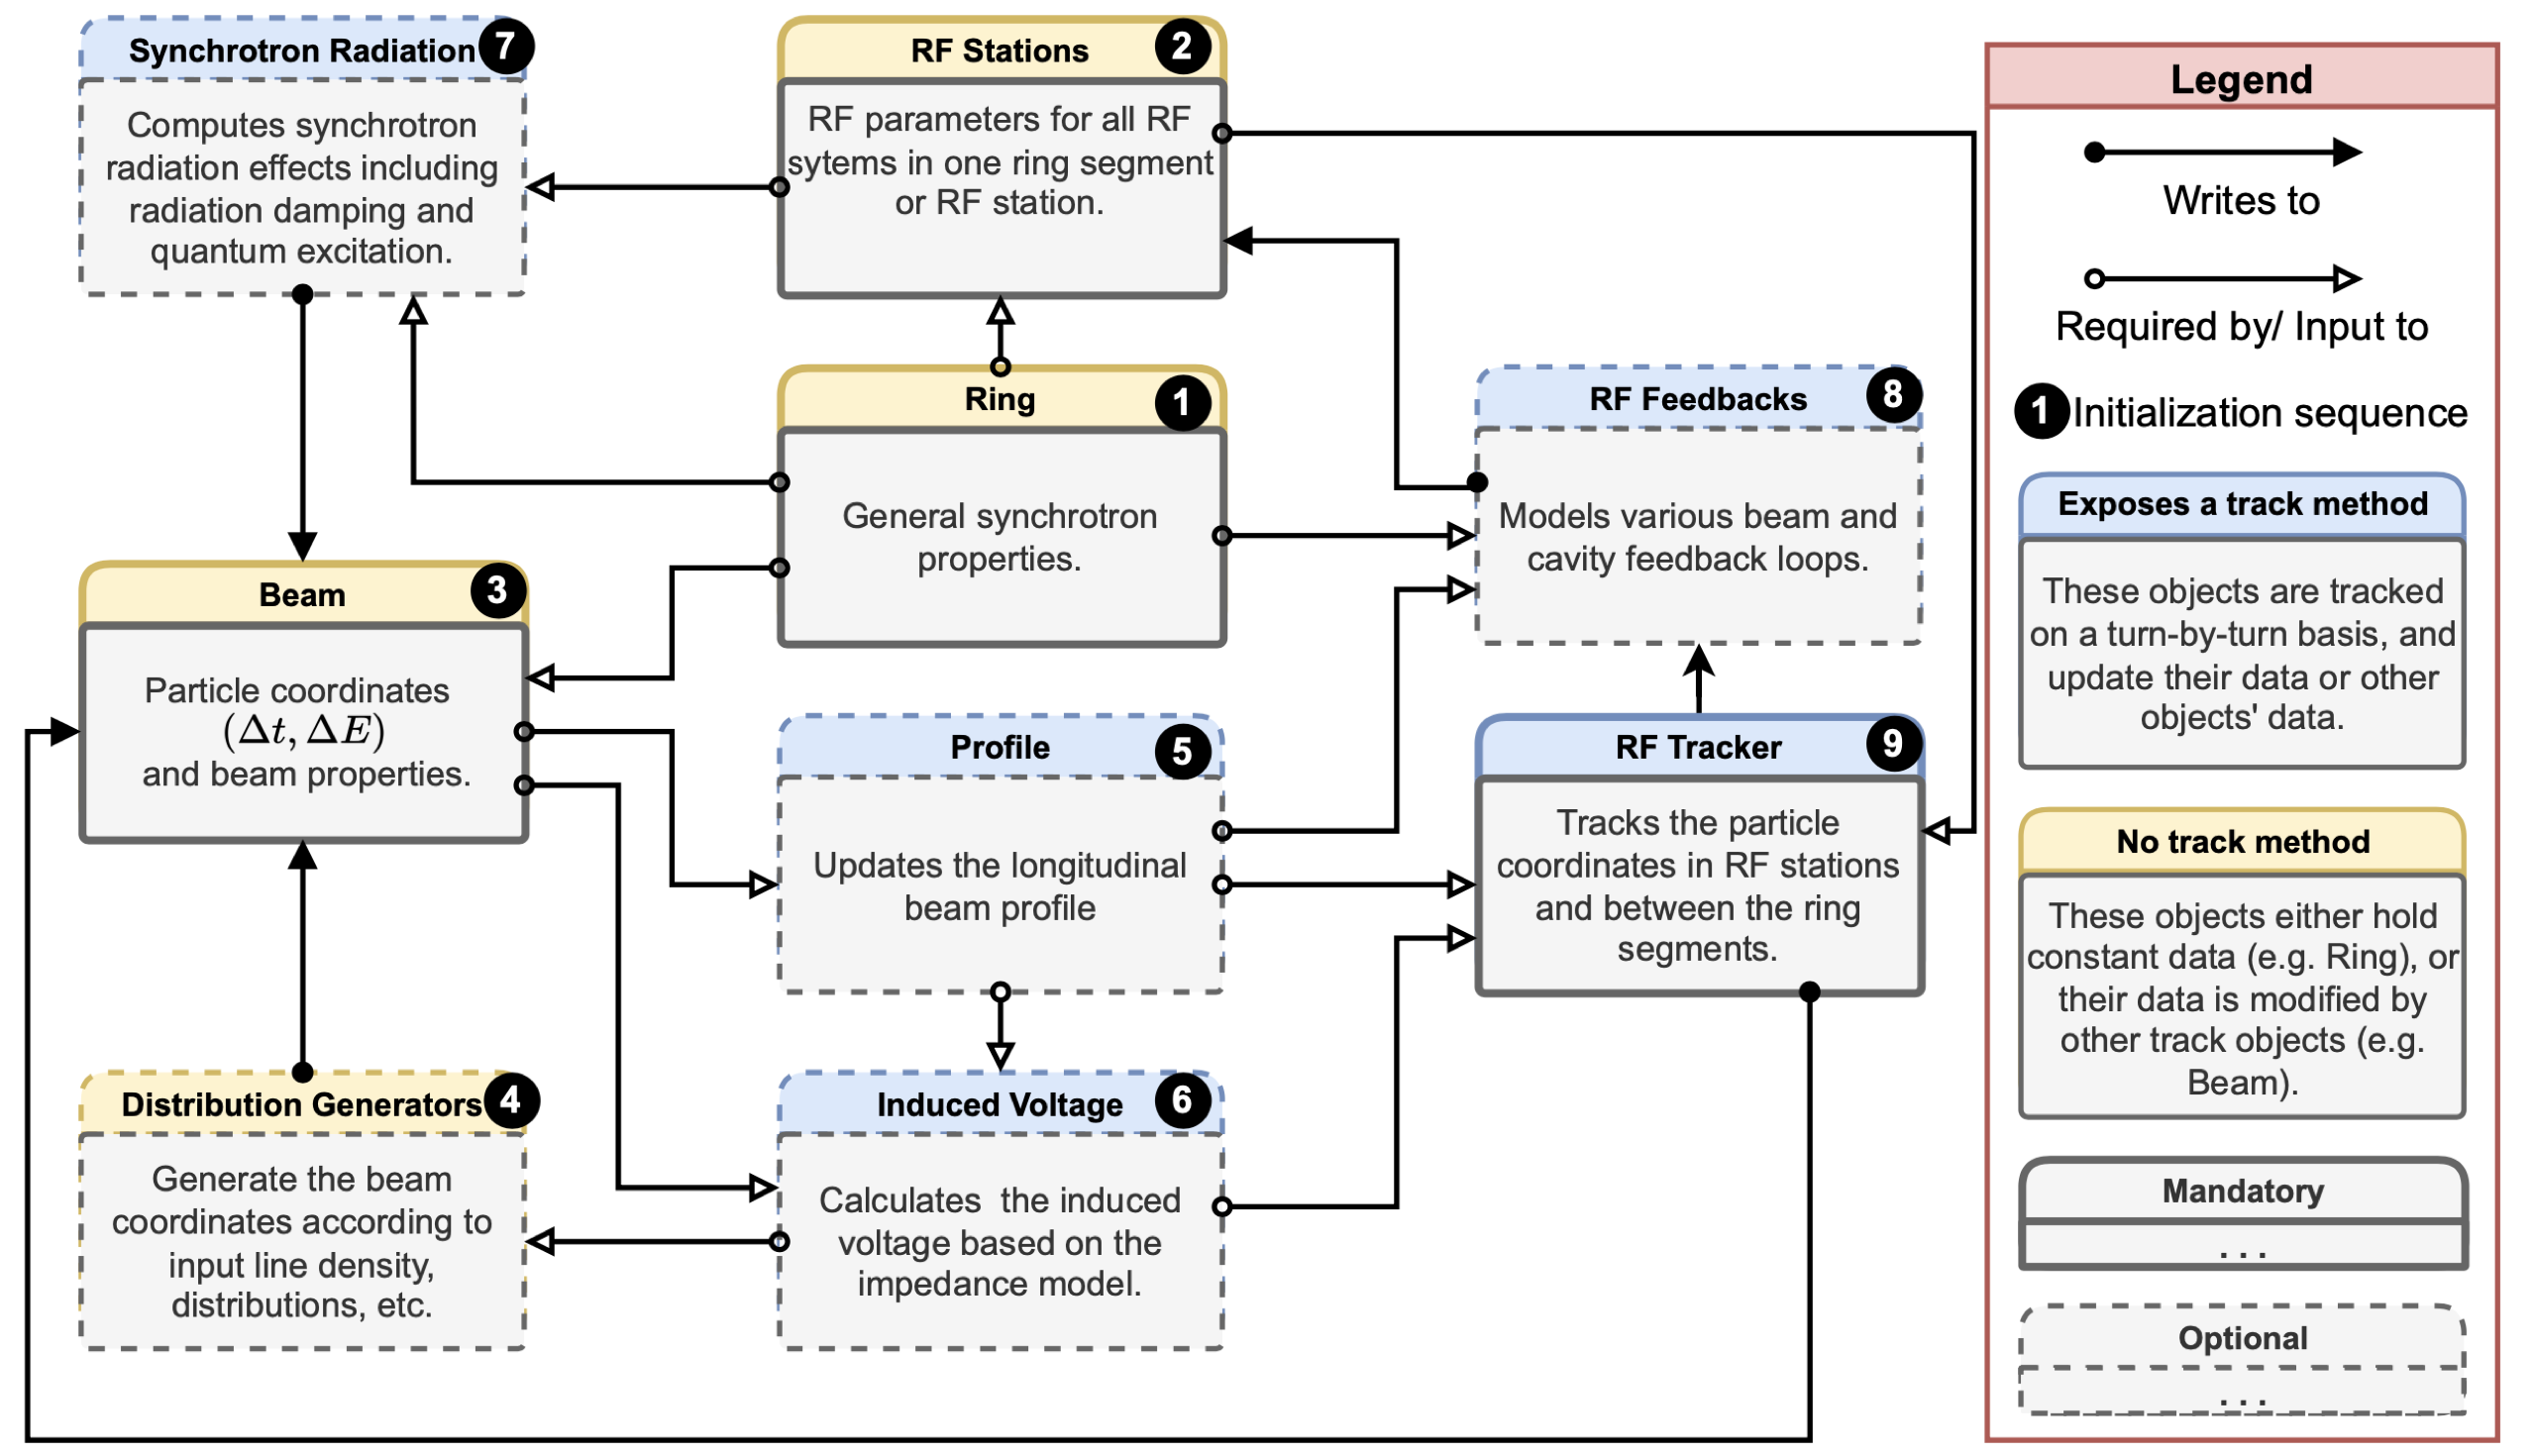 Synchrotron Radiation 7
Computes synchrotron
radiation effects including
radiation damping and
quantum excitation.
RF Stations 2
RF parameters for all RF
sytems in one ring segment
or RF station.
Ring 1
General synchrotron
properties.
RF Feedbacks 8
Models various beam and
cavity feedback loops.
Beam 3
Particle coordinates
(Δt, ΔE)
and beam properties.
Profile 5
Updates the longitudinal
beam profile
RF Tracker 9
Tracks the particle
coordinates in RF stations
and between the ring
segments.
Distribution Generators 4
Generate the beam
coordinates according to
input line density,
distributions, etc.
Induced Voltage 6
Calculates the induced
voltage based on the
impedance model.
Legend
Writes to
Required by/ Input to
1 Initialization sequence
Exposes a track method
These objects are tracked
on a turn-by-turn basis, and
update their data or other
objects' data.
No track method
These objects either hold
constant data (e.g. Ring), or
their data is modified by
other track objects (e.g.
Beam).
Mandatory
. . .
Optional
. . .